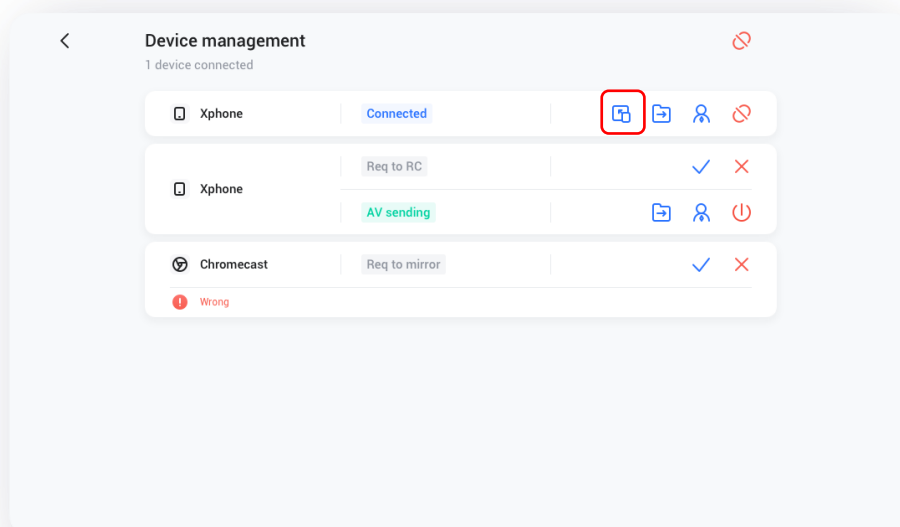 Device management
1 device connected
Xphone
Connected
Req to RC
Xphone
AV sending
Chromecast
Req to mirror
Wrong